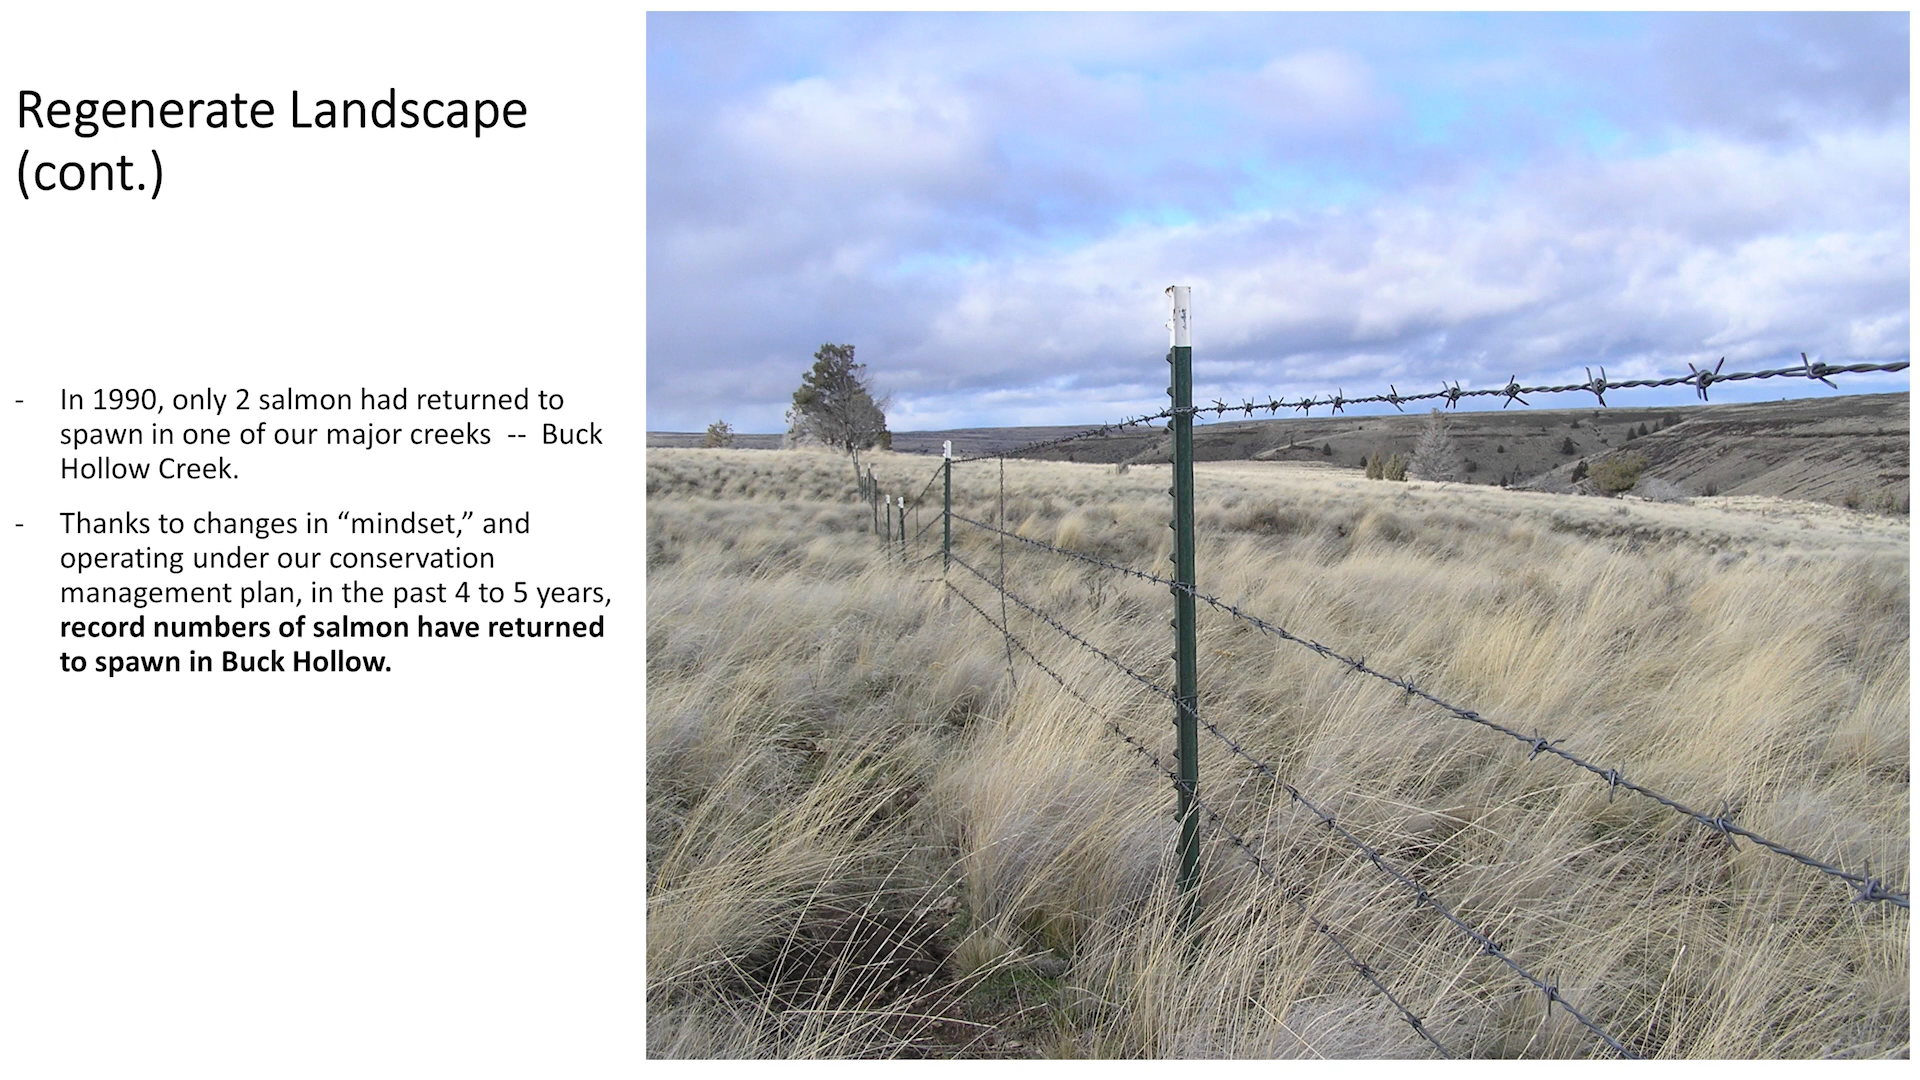 Regenerate Landscape
(cont.)
- In 1990, only 2 salmon had returned to
spawn in one of our major creeks -- Buck
Hollow Creek.
- Thanks to changes in “mindset,” and
operating under our conservation
management plan, in the past 4 to 5 years,
record numbers of salmon have returned
to spawn in Buck Hollow.